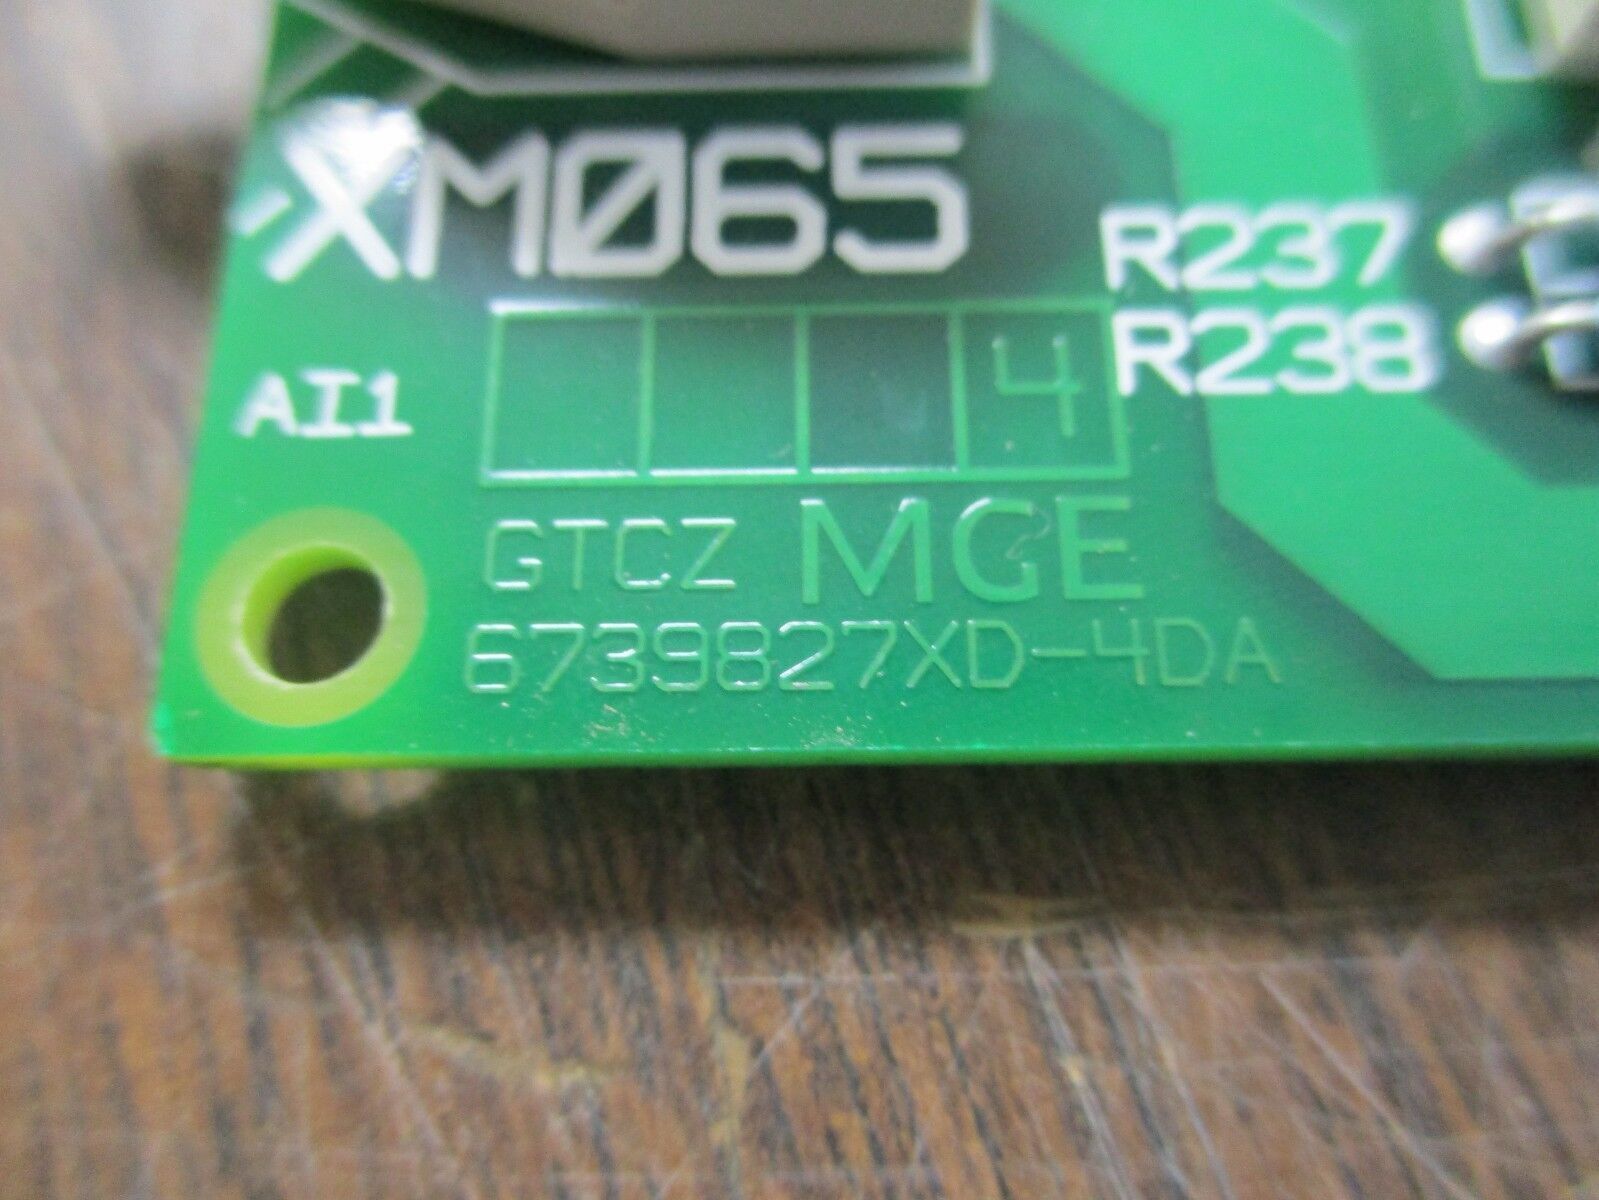 -XM065
R237
R238
AI1
4
GTCZ MGE
6739827XD-4DA